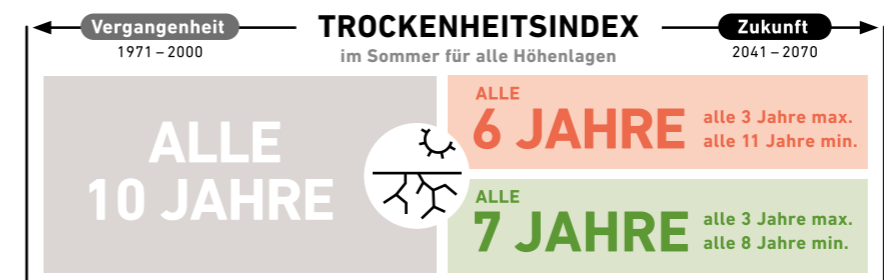 Vergangenheit
1971 – 2000
TROCKENHEITSINDEX
im Sommer für alle Höhenlagen
Zukunft
2041 – 2070
ALLE
10 JAHRE
ALLE
6 JAHRE
alle 3 Jahre max.
alle 11 Jahre min.
ALLE
7 JAHRE
alle 3 Jahre max.
alle 8 Jahre min.